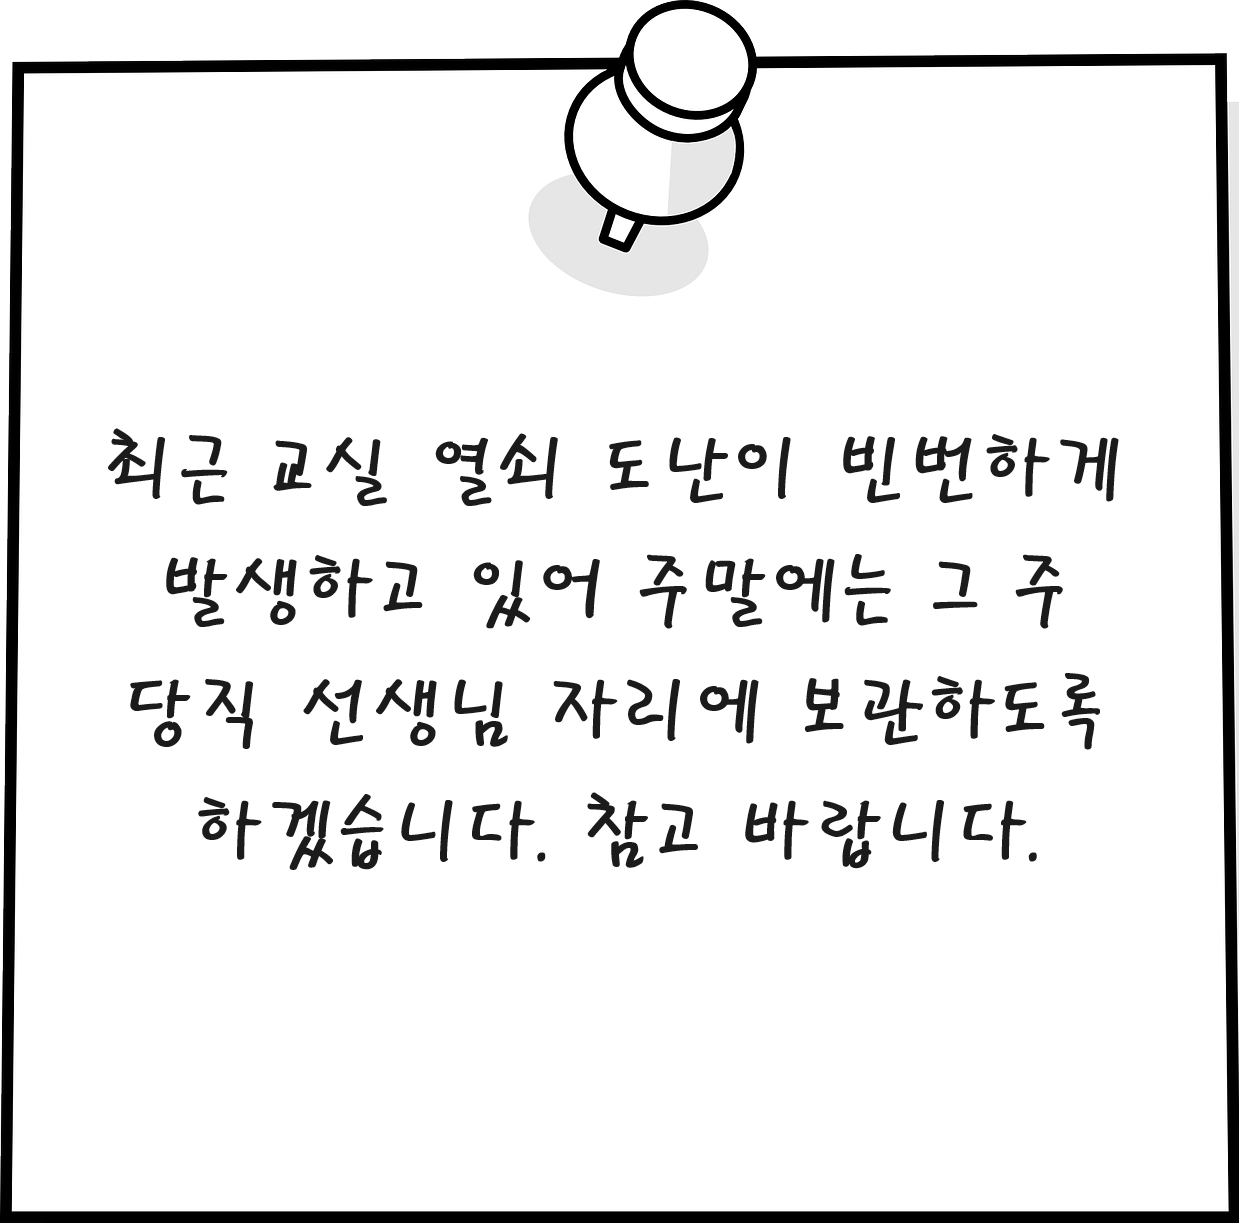 최근 교실 열쇠 도난이 빈번하게
발생하고 있어 주말에는 그 주
당직 선생님 자리에 보관하도록
하겠습니다. 참고 바랍니다.